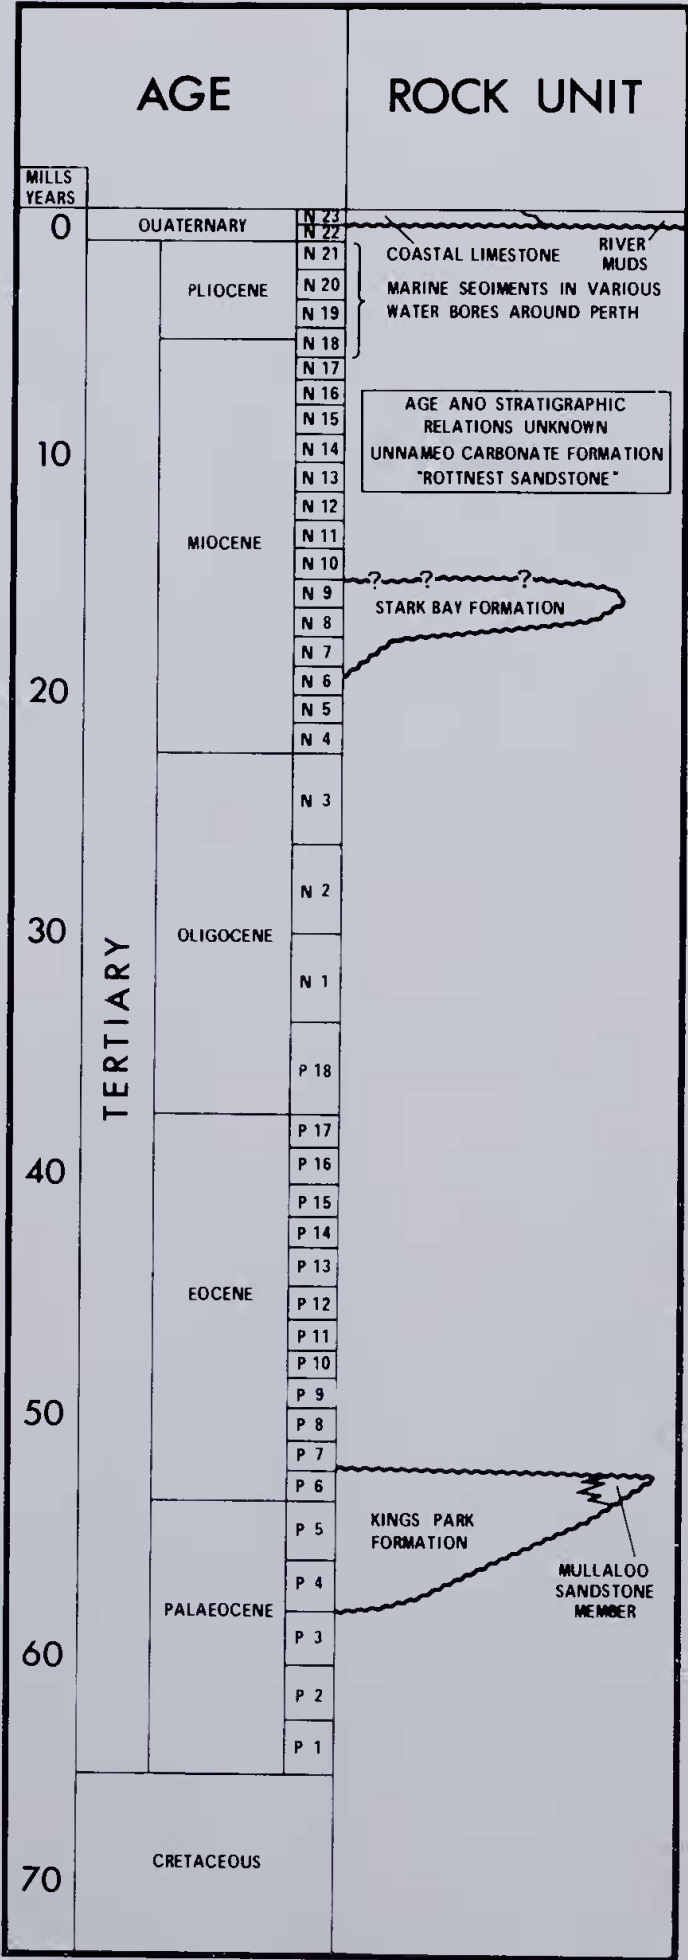 AGE
ROCK UNIT
MILLS
YEARS
0
QUATERNARY
N 23
N 22
COASTAL LIMESTONE
RIVER
MUDS
PLIOCENE
N 21
N 20
N 19
N 18
MARINE SEOIMENTS IN VARIOUS
WATER BORES AROUND PERTH
N 17
N 16
N 15
N 14
N 13
N 12
N 11
N 10
N 9
N 8
N 7
N 6
N 5
N 4
10
MIOCENE
AGE ANO STRATIGRAPHIC
RELATIONS UNKNOWN
UNNAMEO CARBONATE FORMATION
"ROTTNEST SANDSTONE"
? ? ?
STARK BAY FORMATION
20
N 3
N 2
N 1
P 18
30
OLIGOCENE
TERTIARY
P 17
P 16
P 15
P 14
P 13
P 12
P 11
P 10
P 9
P 8
P 7
P 6
40
EOCENE
50
KINGS PARK
FORMATION
MULLALOO
SANDSTONE
MEMBER
P 5
P 4
P 3
P 2
P 1
PALAEOCENE
60
CRETACEOUS
70